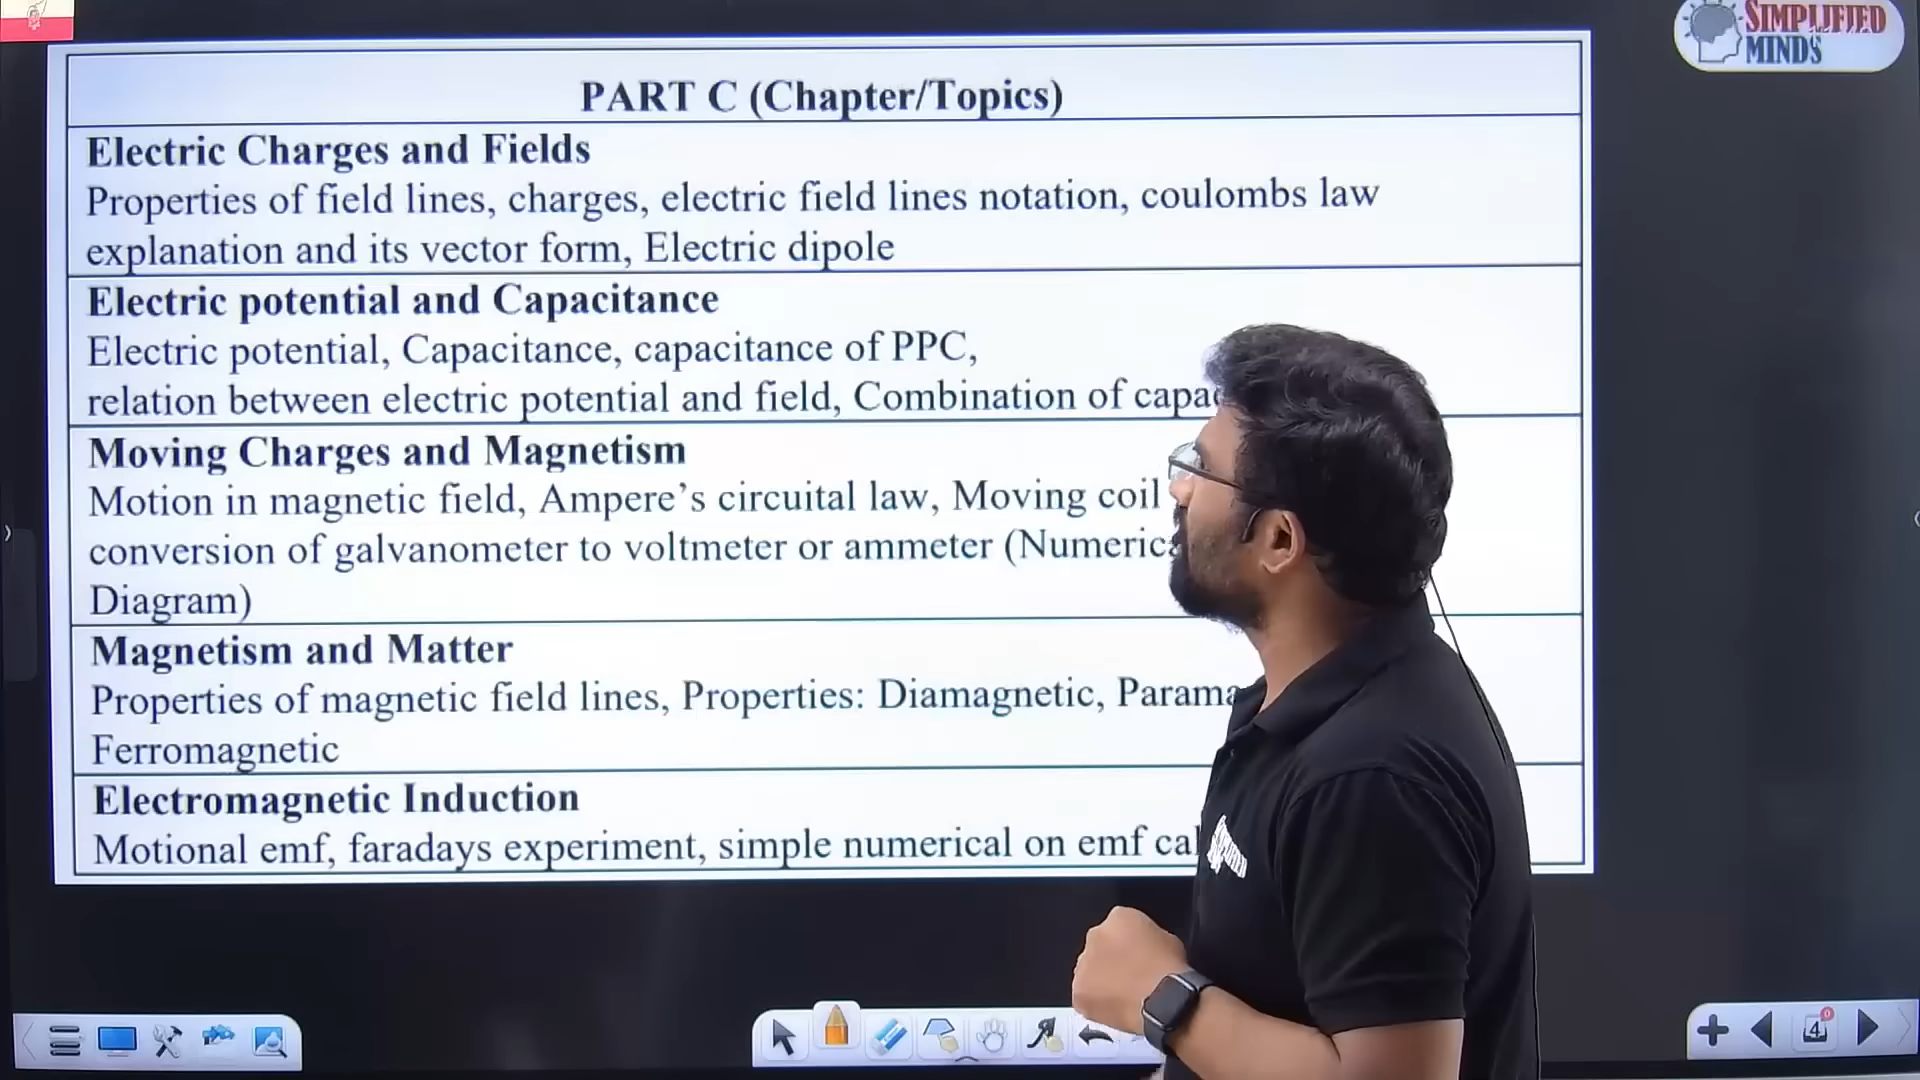 SIMPLIFIED
MINDS
PART C (Chapter/Topics)
Electric Charges and Fields
Properties of field lines, charges, electric field lines notation, coulombs law
explanation and its vector form, Electric dipole
Electric potential and Capacitance
Electric potential, Capacitance, capacitance of PPC,
relation between electric potential and field, Combination of
Moving Charges and Magnetism
Motion in magnetic field, Ampere’s circuital law, Moving coil
conversion of galvanometer to voltmeter or ammeter
Diagram)
Magnetism and Matter
Properties of magnetic field lines, Properties: Diamagnetic,
Ferromagnetic
Electromagnetic Induction
Motional emf, faradays experiment, simple numerical on emf
4
0